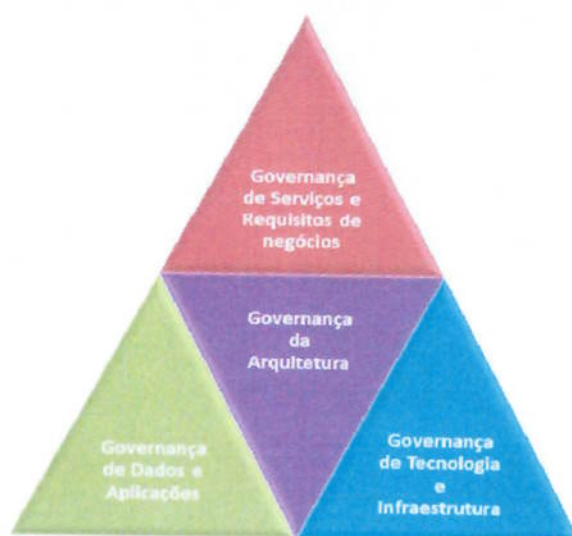 Governança
de Serviços e
Requisitos de
negócios
Governança
da
Arquitetura
Governança
de Dados e
Aplicações
Governança
de Tecnologia
e
Infraestrutura